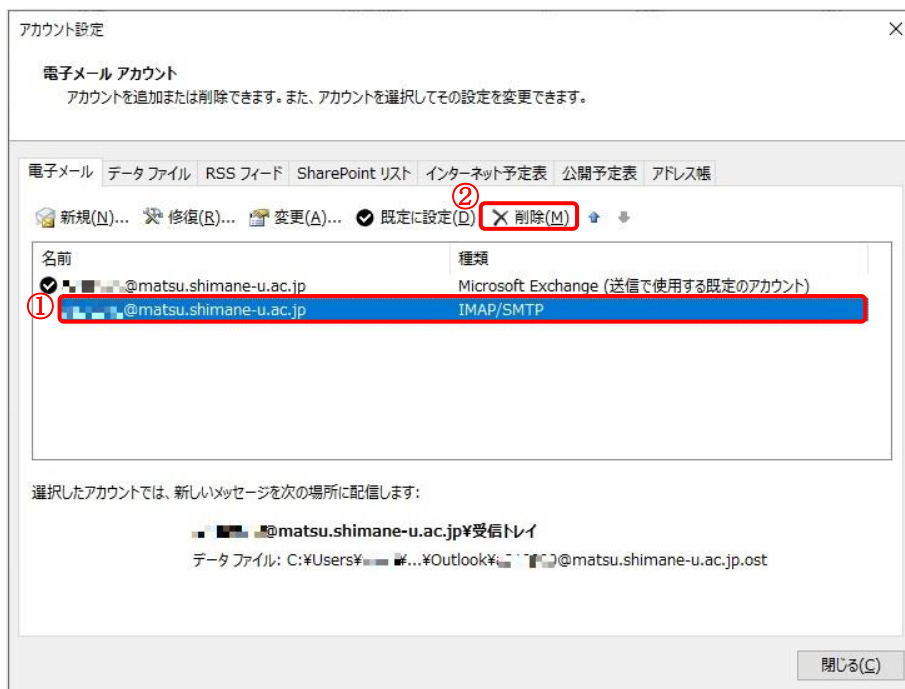 アカウント設定
電子メール アカウント
アカウントを追加または削除できます。また、アカウントを選択してその設定を変更できます。
電子メール データ ファイル RSS フィード SharePoint リスト インターネット予定表 公開予定表 アドレス帳
②
新規(N)... 修復(R)... 変更(A)... 既定に設定(D) 削除(M)
名前 種類
@matsu.shimane-u.ac.jp Microsoft Exchange (送信で使用する既定のアカウント)
① @matsu.shimane-u.ac.jp IMAP/SMTP
選択したアカウントでは、新しいメッセージを次の場所に配信します:
@matsu.shimane-u.ac.jp¥受信トレイ
データ ファイル: C:¥Users¥ ¥...¥Outlook¥ @matsu.shimane-u.ac.jp.ost
閉じる(C)